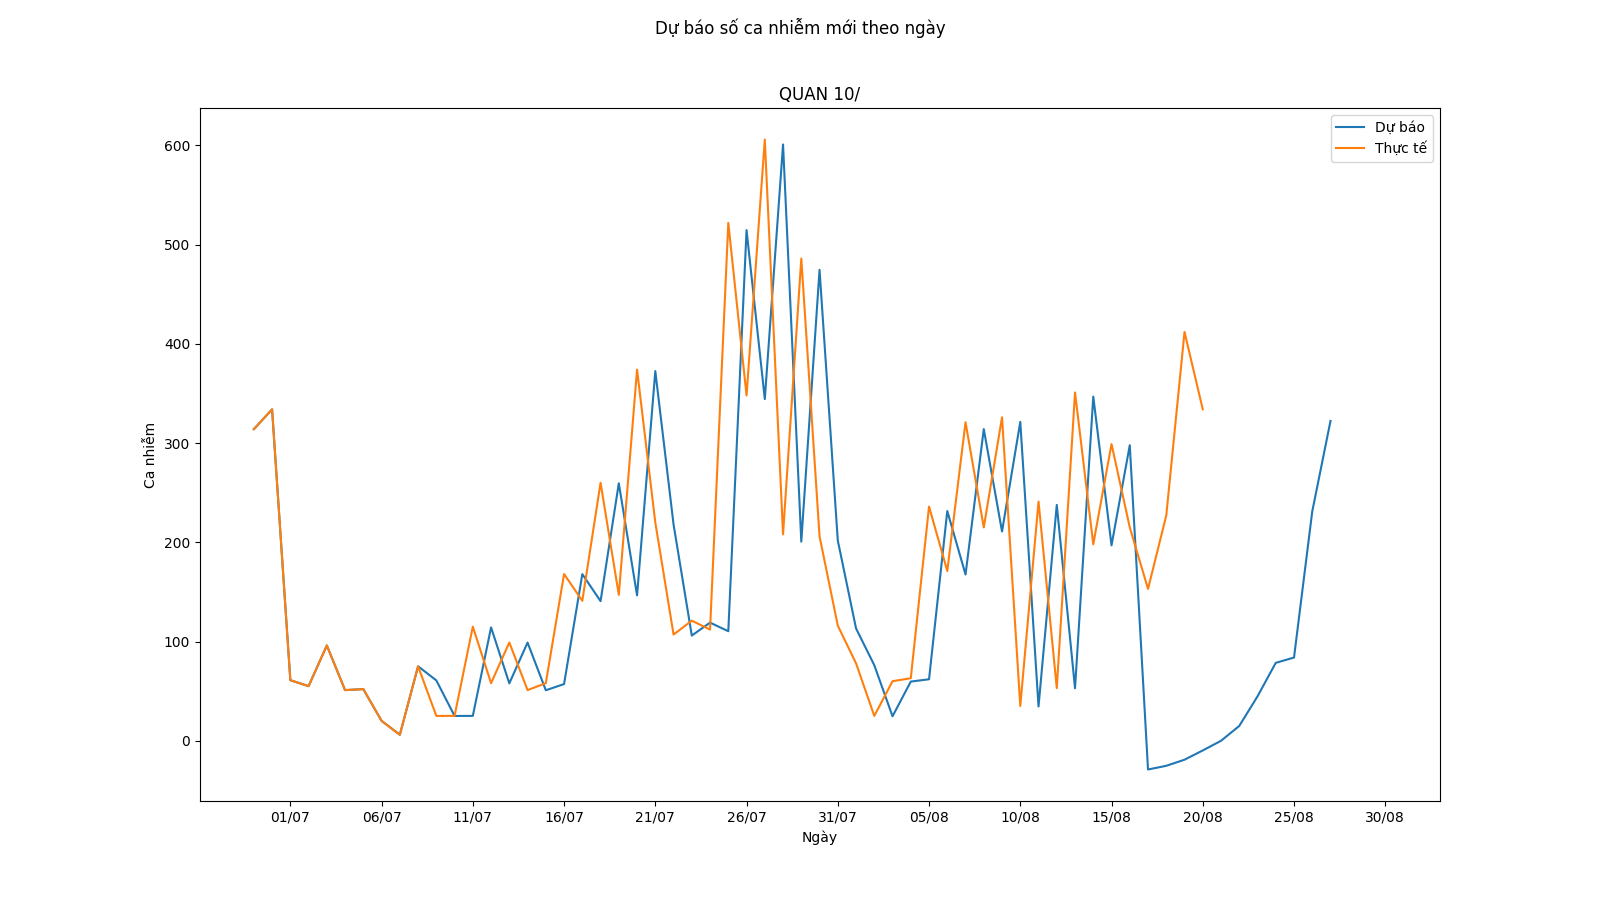 Dự báo số ca nhiễm mới theo ngày
QUAN 10/
Dự báo
Thực tế
600
500
400
300
200
100
0
Ca nhiễm
01/07 06/07 11/07 16/07 21/07 26/07 31/07 05/08 10/08 15/08 20/08 25/08 30/08
Ngày